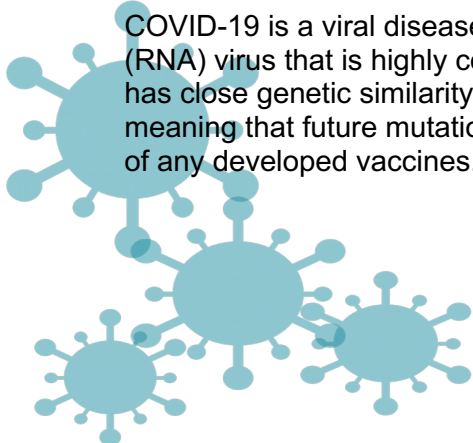 COVID-19 is a viral disease
(RNA) virus that is highly co
has close genetic similarity
meaning that future mutatio
of any developed vaccines.